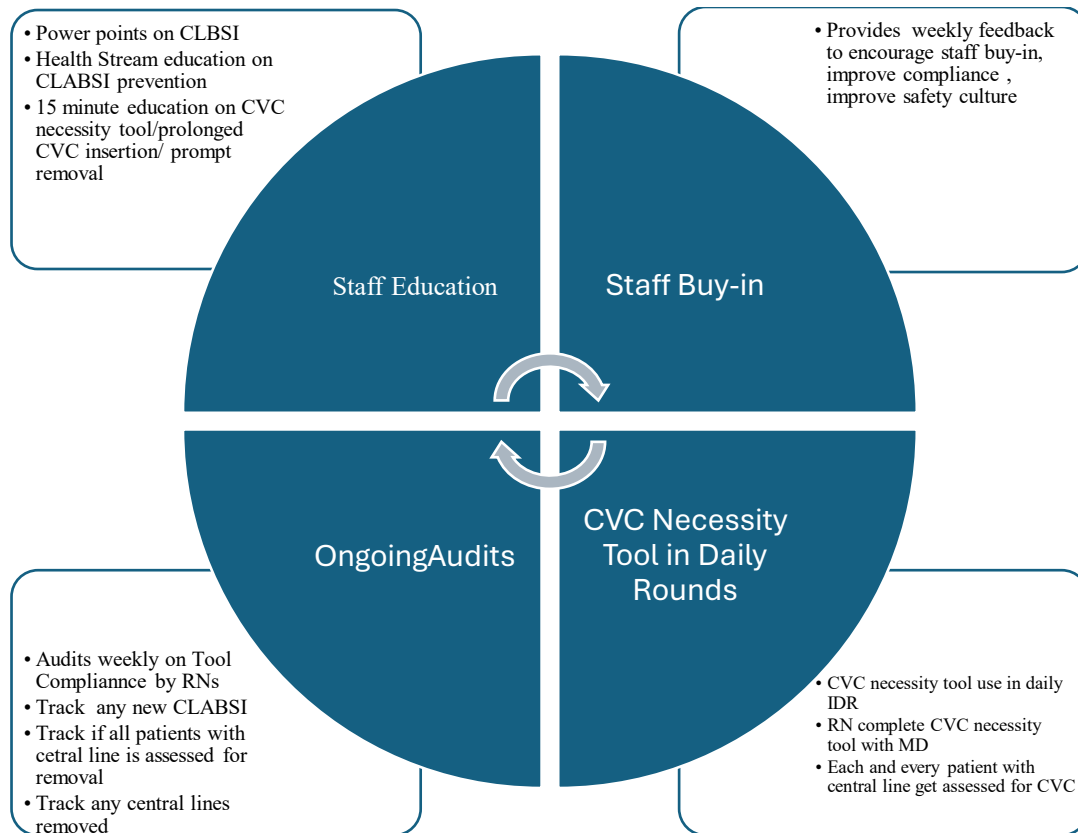 • Power points on CLBSI
• Health Stream education on
CLABSI prevention
• 15 minute education on CVC
necessity tool/prolonged
CVC insertion/ prompt
removal
• Provides weekly feedback
to encourage staff buy-in,
improve compliance ,
improve safety culture
Staff Education
Staff Buy-in
OngoingAudits
CVC Necessity
Tool in Daily
Rounds
• Audits weekly on Tool
Compliannce by RNs
• Track any new CLABSI
• Track if all patients with
cetral line is assessed for
removal
• Track any central lines
removed
• CVC necessity tool use in daily
IDR
• RN complete CVC necessity
tool with MD
• Each and every patient with
central line get assessed for CVC